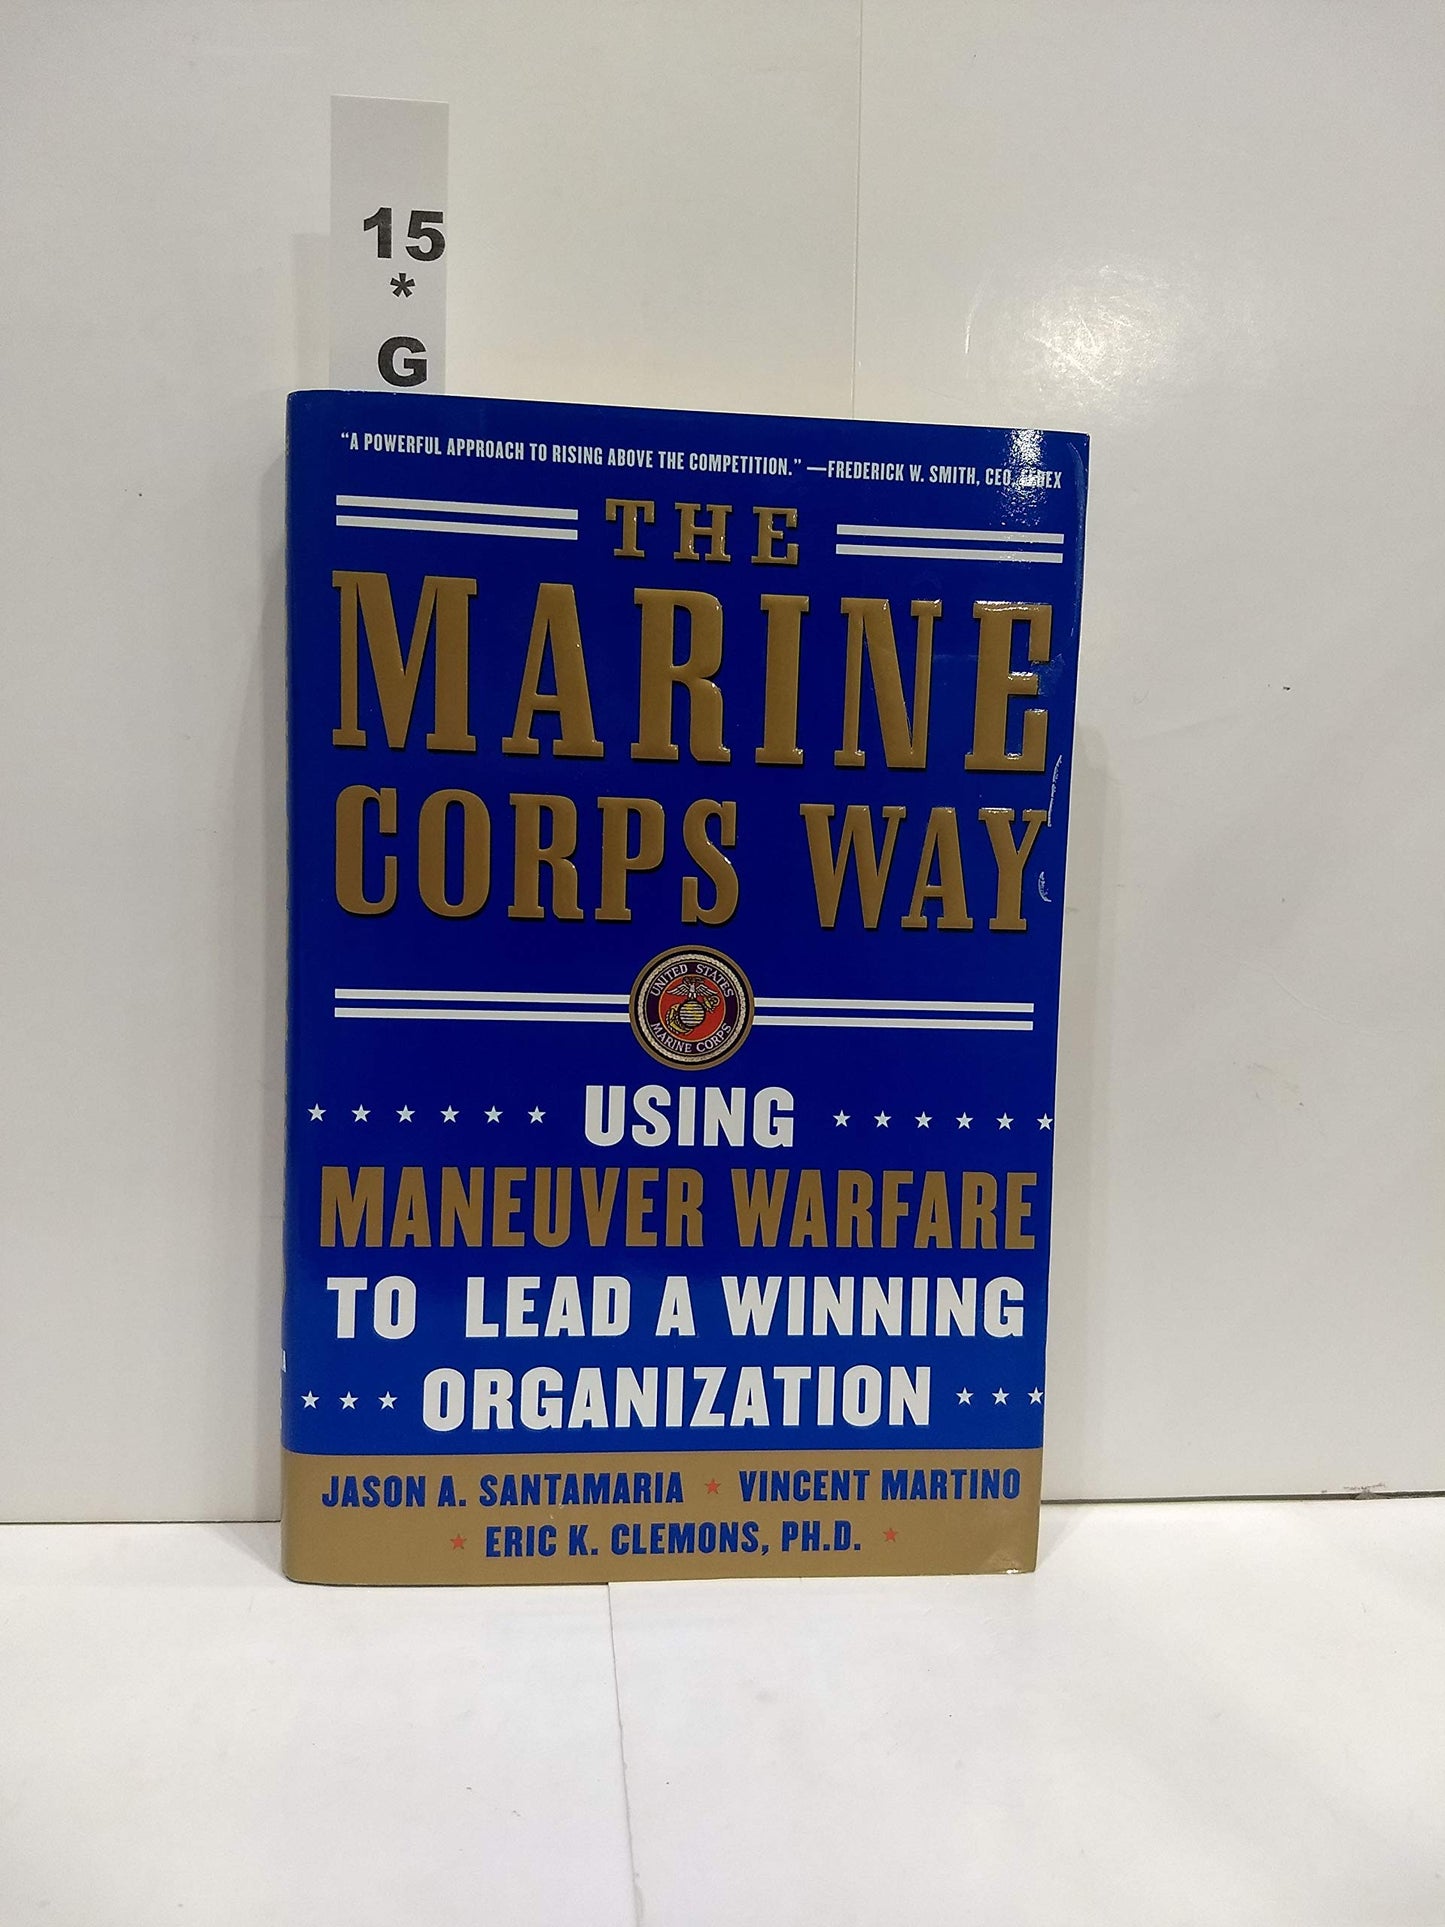 15
*
G
“A POWERFUL APPROACH TO RISING ABOVE THE COMPETITION.” —FREDERICK W. SMITH, CEO, FEDEX
THE
MARINE
CORPS WAY
UNITED STATES
MARINE CORPS
USING
MANEUVER WARFARE
TO LEAD A WINNING
ORGANIZATION
JASON A. SANTAMARIA ★ VINCENT MARTINO
★ ERIC K. CLEMONS, PH.D. ★